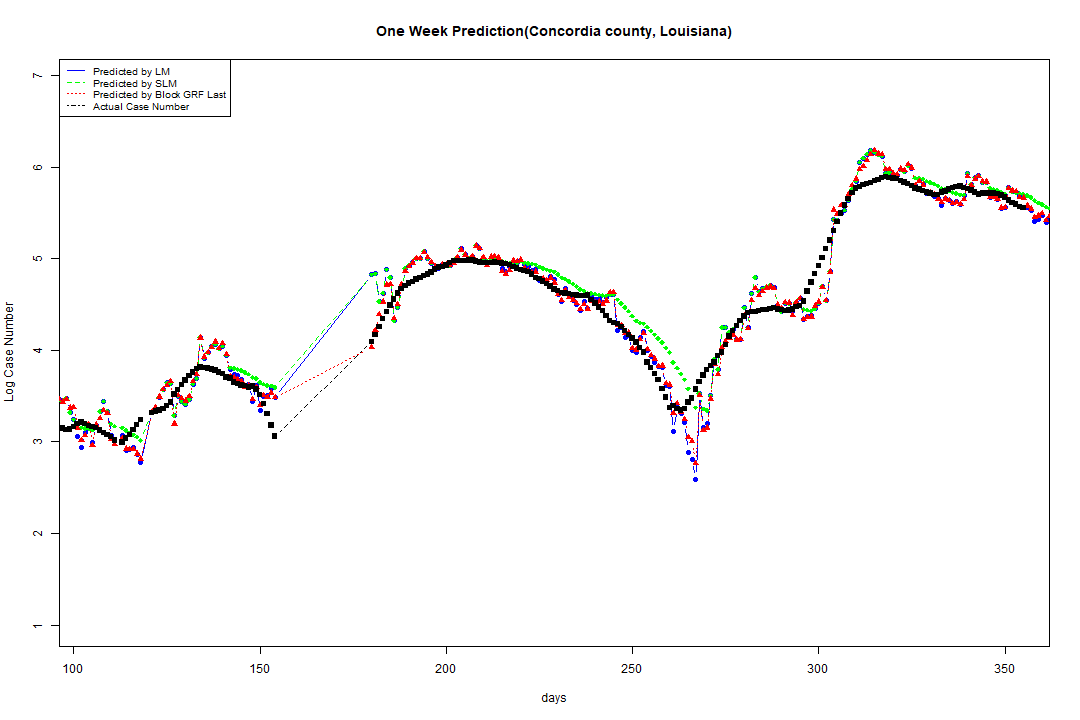 One Week Prediction(Concordia county, Louisiana)
Predicted by LM
Predicted by SLM
Predicted by Block GRF Last
Actual Case Number
7
6
5
4
3
2
1
Log Case Number
100 150 200 250 300 350
days